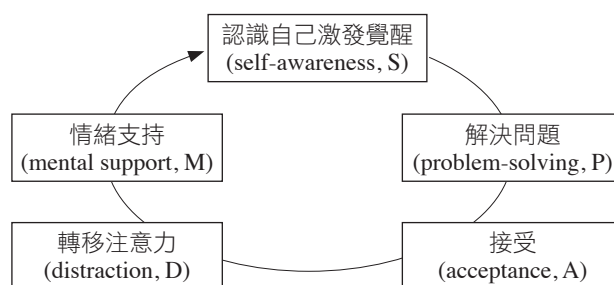 認識自己激發覺醒
(self-awareness, S)
情緒支持
(mental support, M)
解決問題
(problem-solving, P)
轉移注意力
(distraction, D)
接受
(acceptance, A)